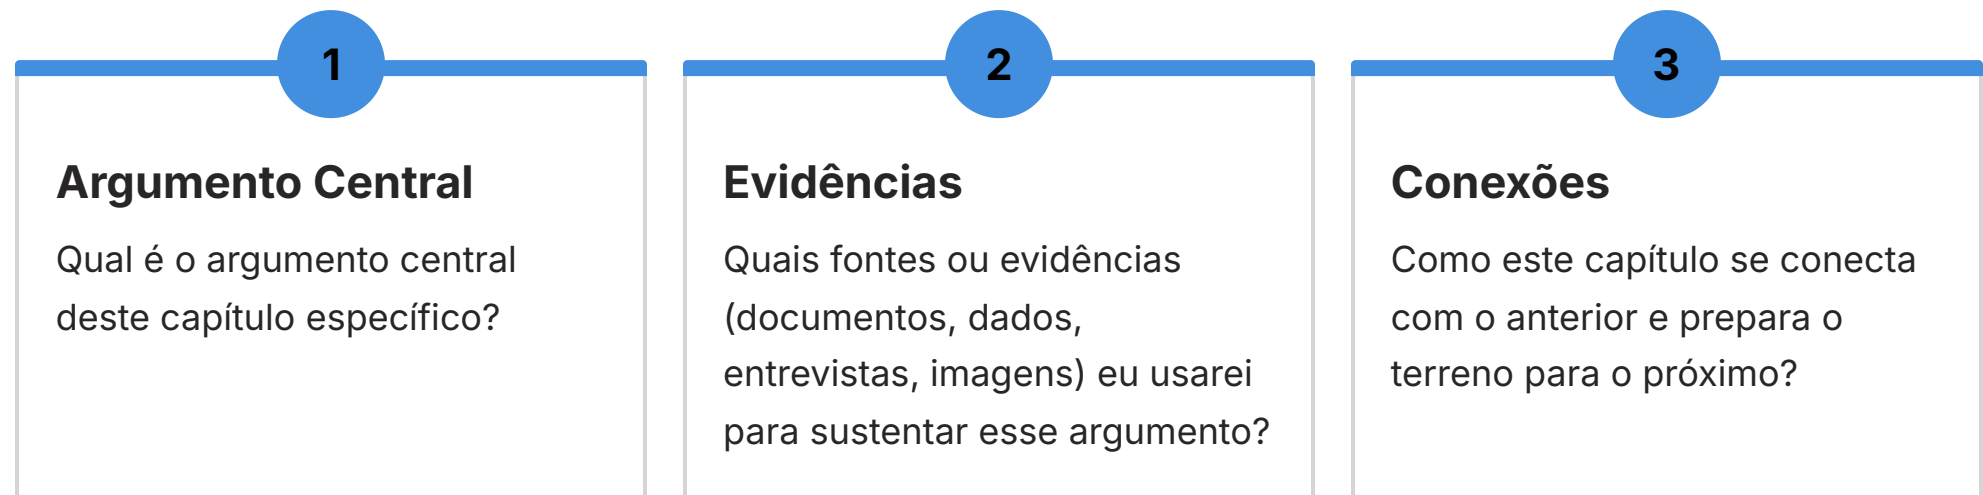 1
Argumento Central
Qual é o argumento central
deste capítulo específico?
2
Evidências
Quais fontes ou evidências
(documentos, dados,
entrevistas, imagens) eu usarei
para sustentar esse argumento?
3
Conexões
Como este capítulo se conecta
com o anterior e prepara o
terreno para o próximo?